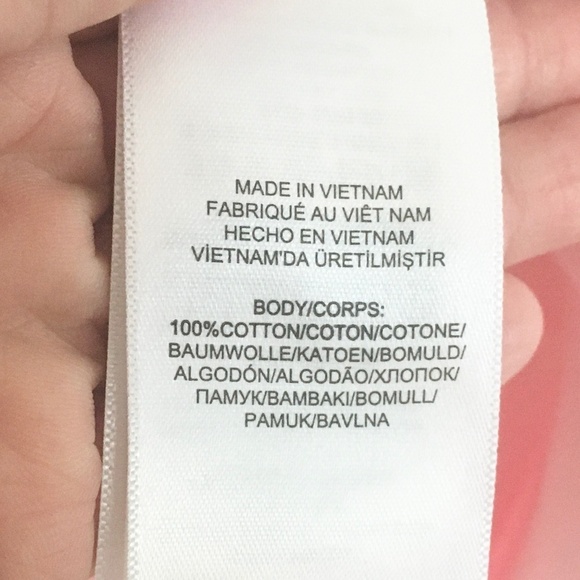 MADE IN VIETNAM
FABRIQUÉ AU VIÊT NAM
HECHO EN VIETNAM
VİETNAM'DA ÜRETİLMİŞTİR
BODY/CORPS:
100%COTTON/COTON/COTONE/
BAUMWOLLE/KATOEN/BOMULD/
ALGODÓN/ALGODÃO/ХЛОПОК/
ПАМУК/BAMBAKI/BOMULL/
PAMUK/BAVLNA